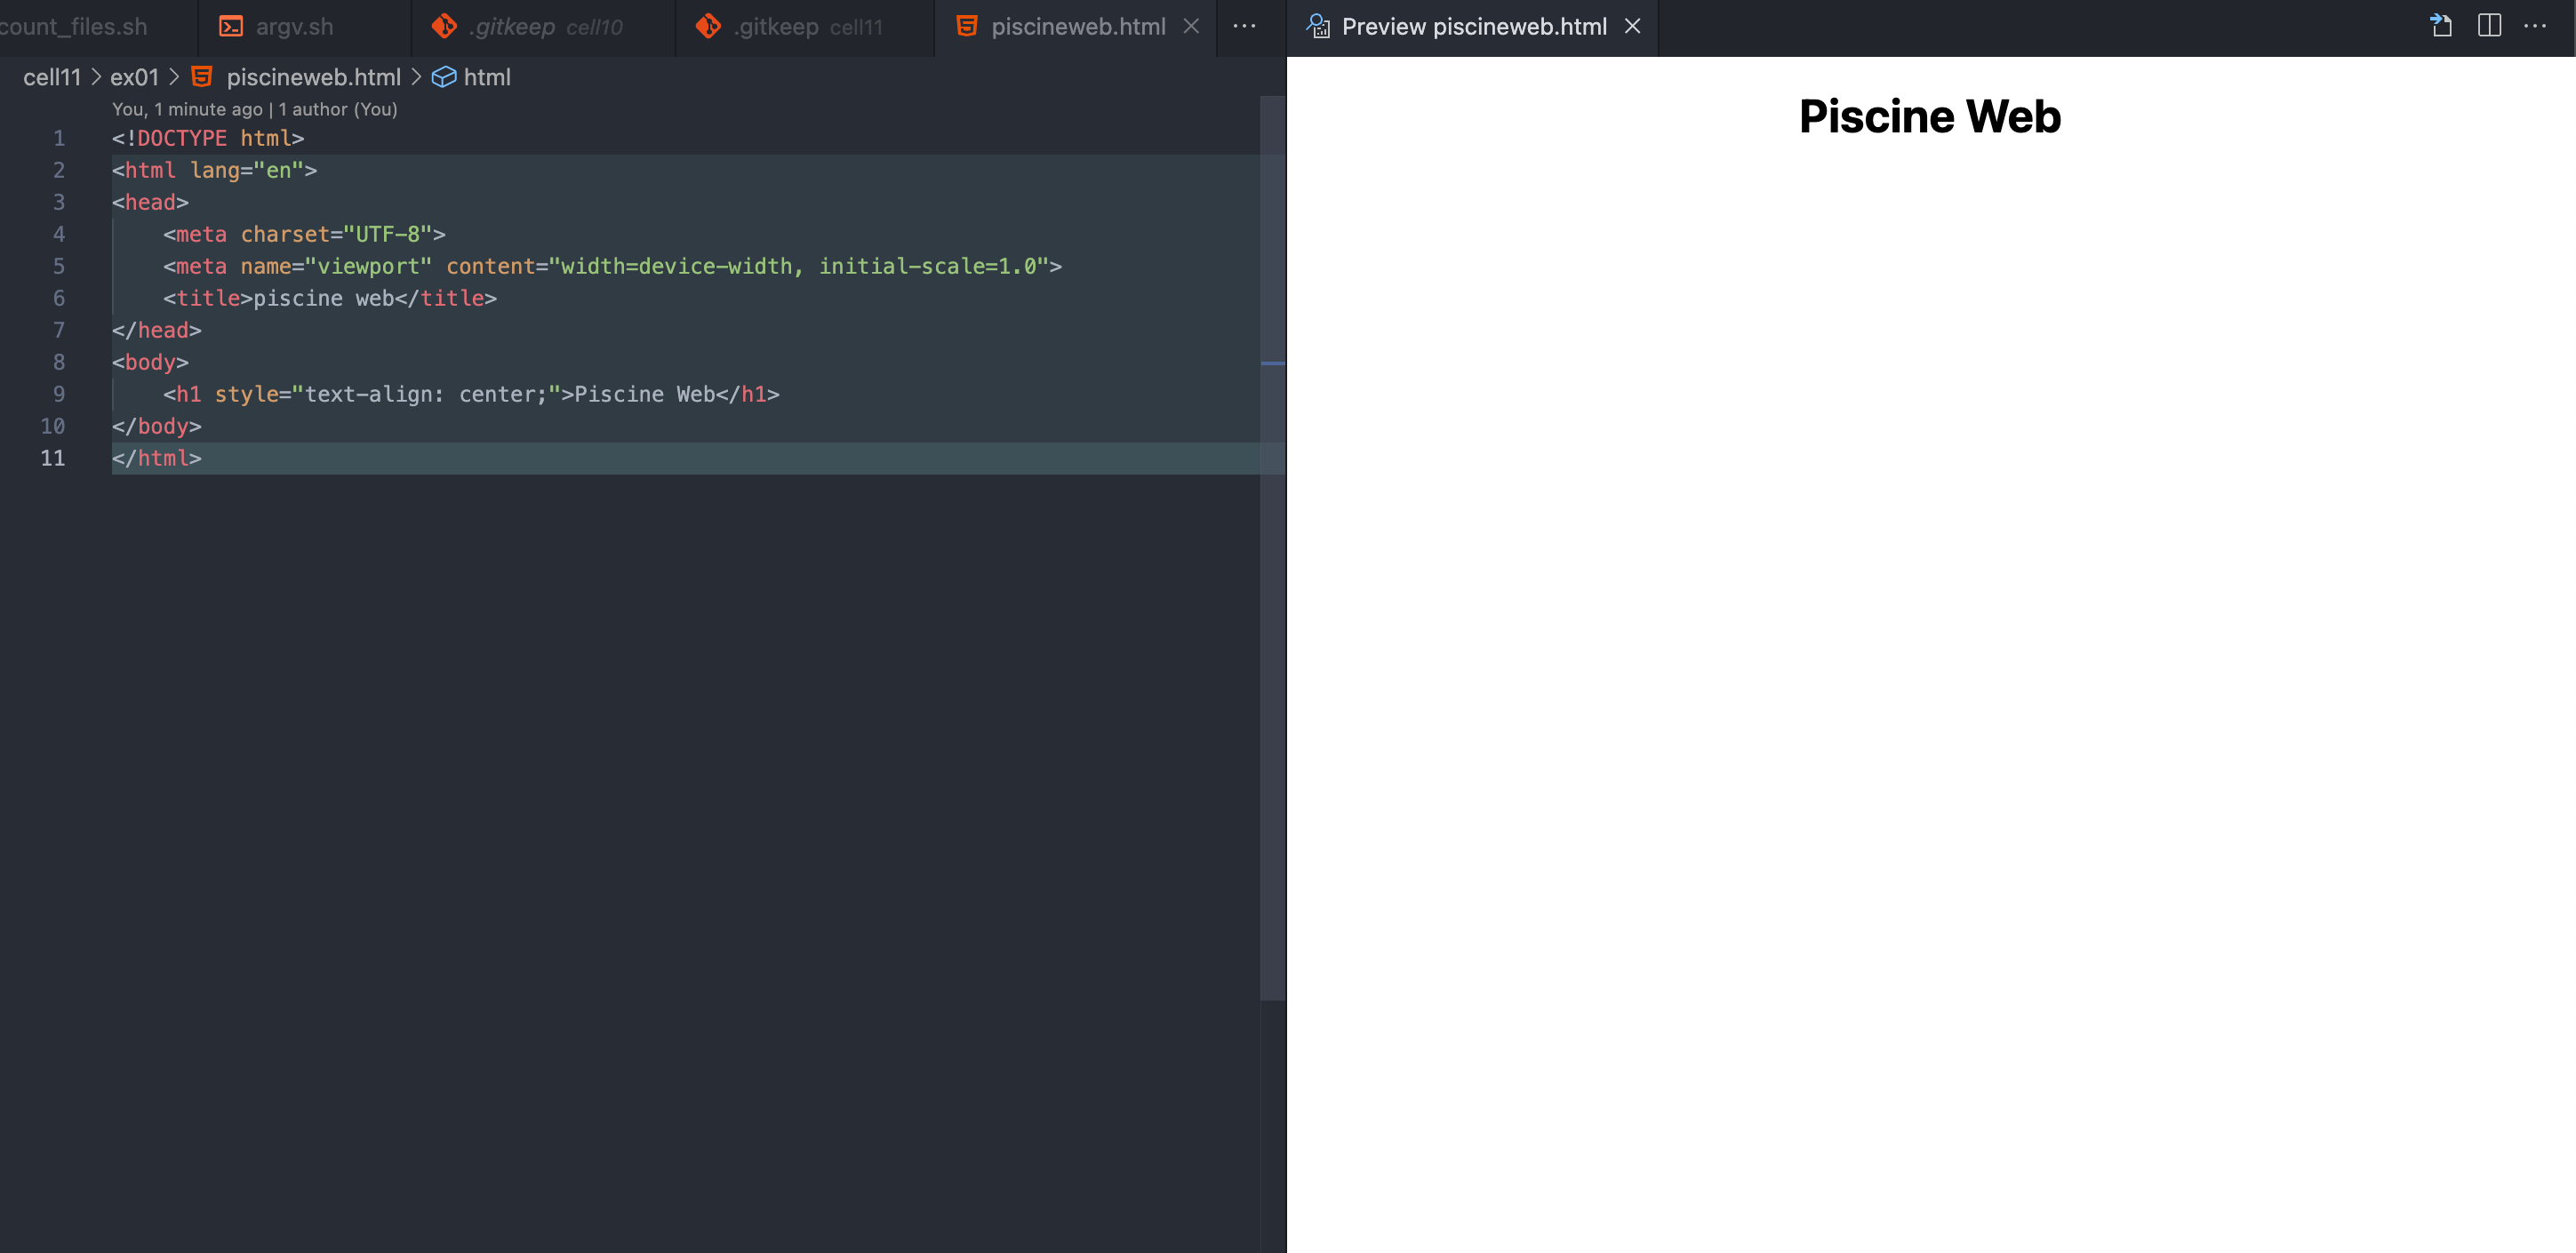 count_files.sh argv.sh .gitkeep cell10 .gitkeep cell11 piscineweb.html ··· Preview piscineweb.html ···
cell11 > ex01 > piscineweb.html > html
You, 1 minute ago | 1 author (You)
1 <!DOCTYPE html>
2 <html lang="en">
3 <head>
4     <meta charset="UTF-8">
5     <meta name="viewport" content="width=device-width, initial-scale=1.0">
6     <title>piscine web</title>
7 </head>
8 <body>
9     <h1 style="text-align: center;">Piscine Web</h1>
10 </body>
11 </html>
Piscine Web